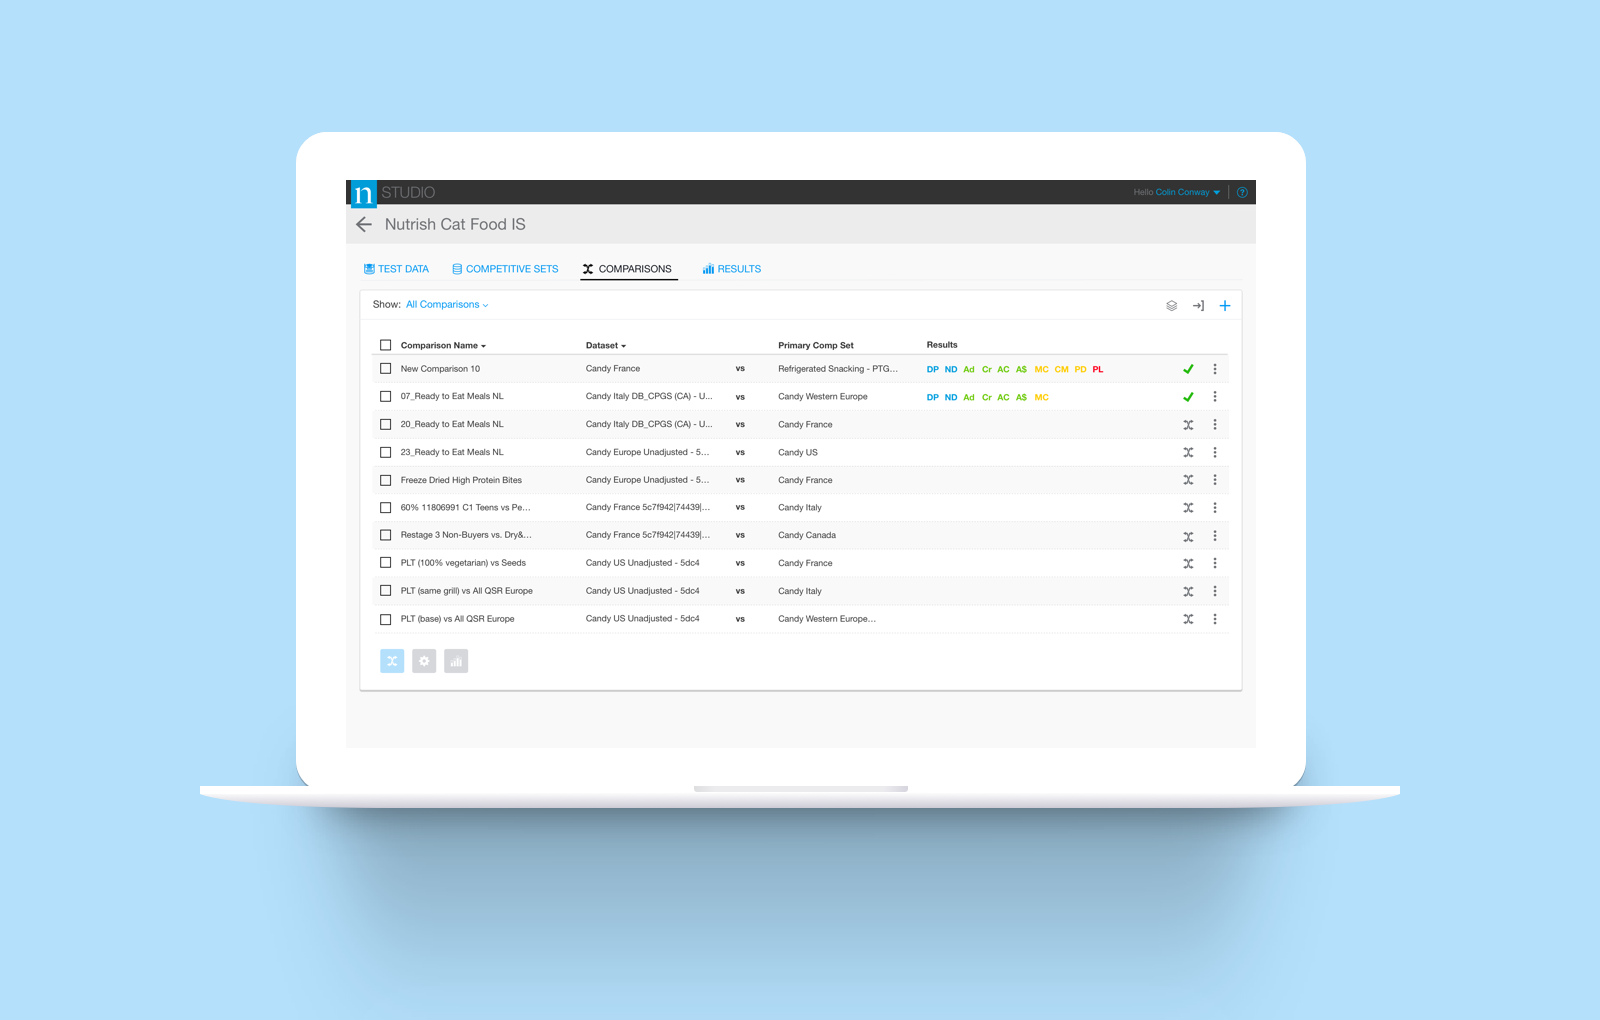 n STUDIO Hello Colin Conway ?
Nutrish Cat Food IS
TEST DATA COMPETITIVE SETS COMPARISONS RESULTS
Show: All Comparisons
Comparison Name Dataset Primary Comp Set Results
New Comparison 10 Candy France vs Refrigerated Snacking - PTG... DP ND Ad Cr AC A$ MC CM PD PL
07_Ready to Eat Meals NL Candy Italy DB_CPGS (CA) - U... vs Candy Western Europe DP ND Ad Cr AC A$ MC
20_Ready to Eat Meals NL Candy Italy DB_CPGS (CA) - U... vs Candy France
23_Ready to Eat Meals NL Candy Europe Unadjusted - 5... vs Candy US
Freeze Dried High Protein Bites Candy Europe Unadjusted - 5... vs Candy France
60% 11806991 C1 Teens vs Pe... Candy France 5c7f942|74439|... vs Candy Italy
Restage 3 Non-Buyers vs. Dry&... Candy France 5c7f942|74439|... vs Candy Canada
PLT (100% vegetarian) vs Seeds Candy US Unadjusted - 5dc4 vs Candy France
PLT (same grill) vs All QSR Europe Candy US Unadjusted - 5dc4 vs Candy Italy
PLT (base) vs All QSR Europe Candy US Unadjusted - 5dc4 vs Candy Western Europe...